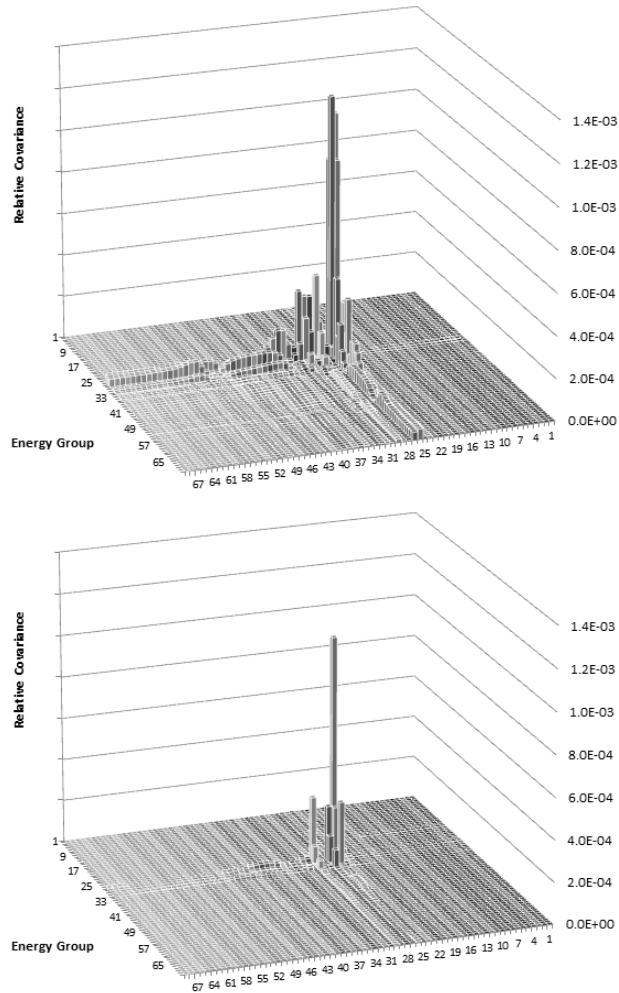 Relative Covariance
1.4E-03
1.2E-03
1.0E-03
8.0E-04
6.0E-04
4.0E-04
2.0E-04
0.0E+00
1
9
17
25
33
41
49
57
65
Energy Group
67 64 61 58 55 52 49 46 43 40 37 34 31 28 25 22 19 16 13 10 7 4 1
Relative Covariance
1.4E-03
1.2E-03
1.0E-03
8.0E-04
6.0E-04
4.0E-04
2.0E-04
0.0E+00
1
9
17
25
33
41
49
57
65
Energy Group
67 64 61 58 55 52 49 46 43 40 37 34 31 28 25 22 19 16 13 10 7 4 1